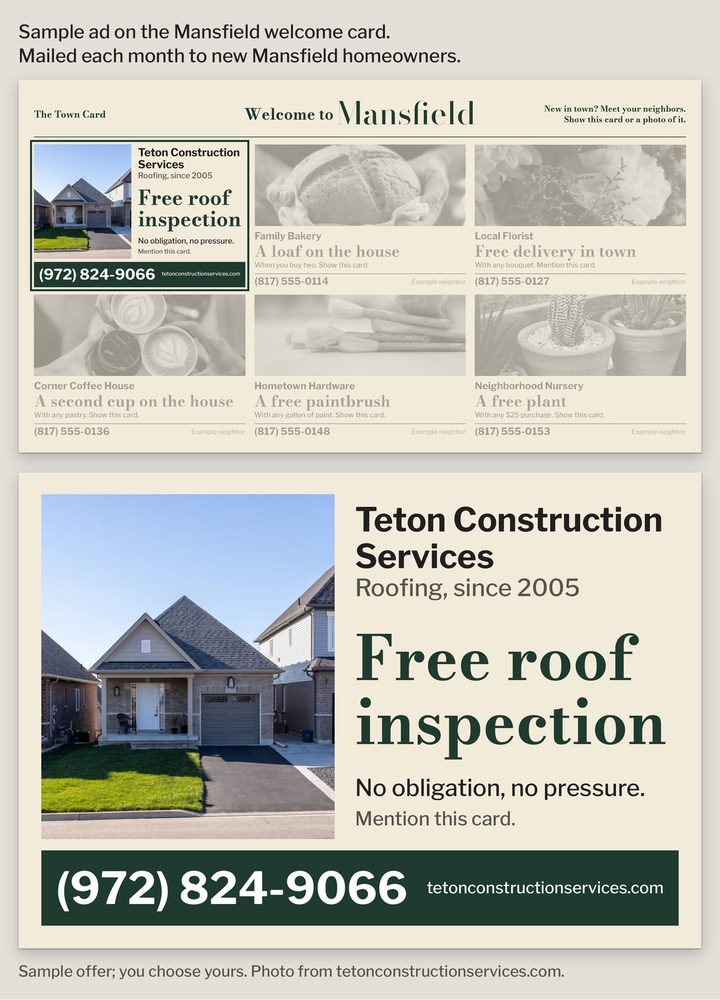 Sample ad on the Mansfield welcome card.
Mailed each month to new Mansfield homeowners.
The Town Card
Welcome to Mansfield
New in town? Meet your neighbors.
Show this card or a photo of it.
Teton Construction
Services
Roofing, since 2005
Free roof
inspection
No obligation, no pressure.
Mention this card.
(972) 824-9066 tetonconstructionservices.com
Family Bakery
A loaf on the house
When you buy two. Show this card.
(817) 555-0114 Example neighbor
Local Florist
Free delivery in town
With any bouquet. Mention this card.
(817) 555-0127 Example neighbor
Corner Coffee House
A second cup on the house
With any pastry. Show this card.
(817) 555-0136 Example neighbor
Hometown Hardware
A free paintbrush
With any gallon of paint. Show this card.
(817) 555-0148 Example neighbor
Neighborhood Nursery
A free plant
With any $25 purchase. Show this card.
(817) 555-0153 Example neighbor
Teton Construction
Services
Roofing, since 2005
Free roof
inspection
No obligation, no pressure.
Mention this card.
(972) 824-9066 tetonconstructionservices.com
Sample offer; you choose yours. Photo from tetonconstructionservices.com.